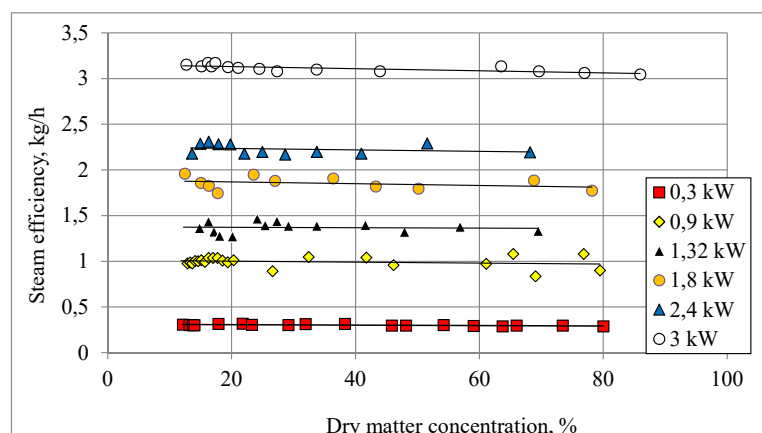 3,5
3
2,5
2
1,5
1
0,5
0
Steam efficiency, kg/h
0
20
40
60
80
100
Dry matter concentration, %
0,3 kW
0,9 kW
1,32 kW
1,8 kW
2,4 kW
3 kW